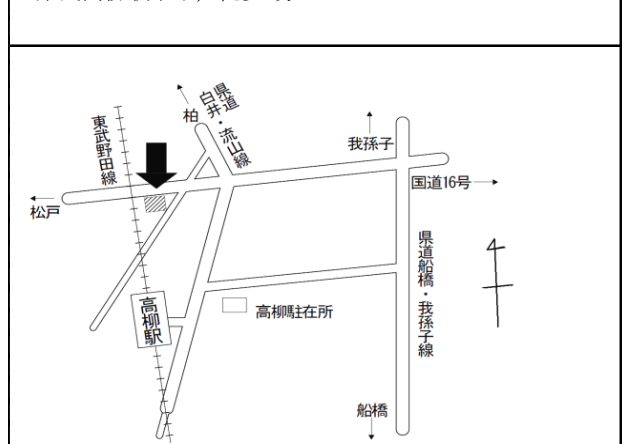 県道
白井・流山線
柏
東武野田線
我孫子
国道16号
松戸
県道船橋・我孫子線
高柳駅
高柳駐在所
船橋